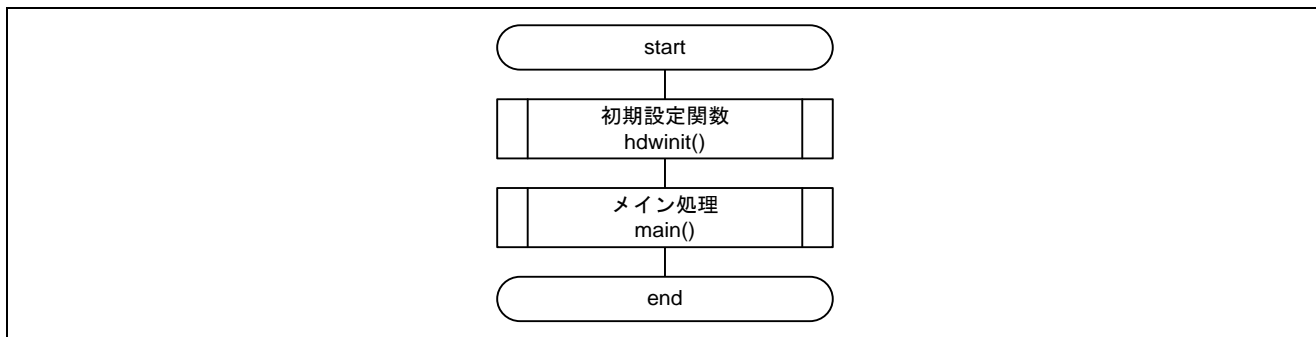 start
初期設定関数
hdwinit()
メイン処理
main()
end